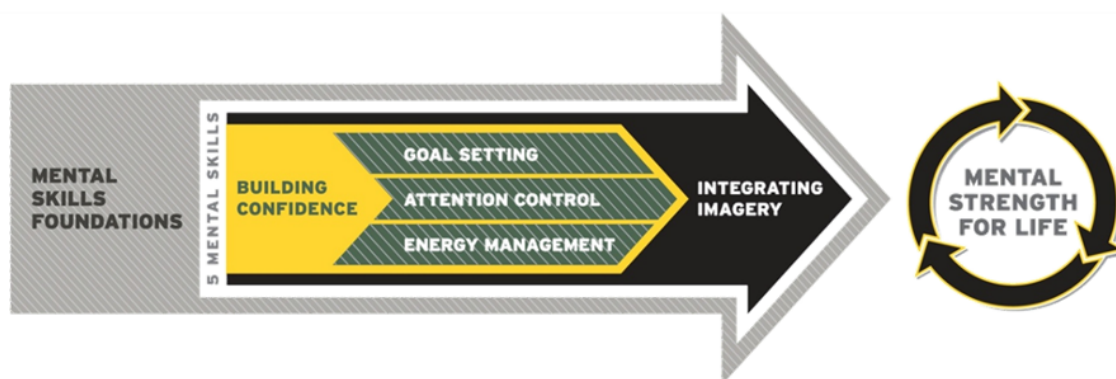 MENTAL
SKILLS
FOUNDATIONS
5 MENTAL SKILLS
BUILDING
CONFIDENCE
GOAL SETTING
ATTENTION CONTROL
ENERGY MANAGEMENT
INTEGRATING
IMAGERY
MENTAL
STRENGTH
FOR LIFE